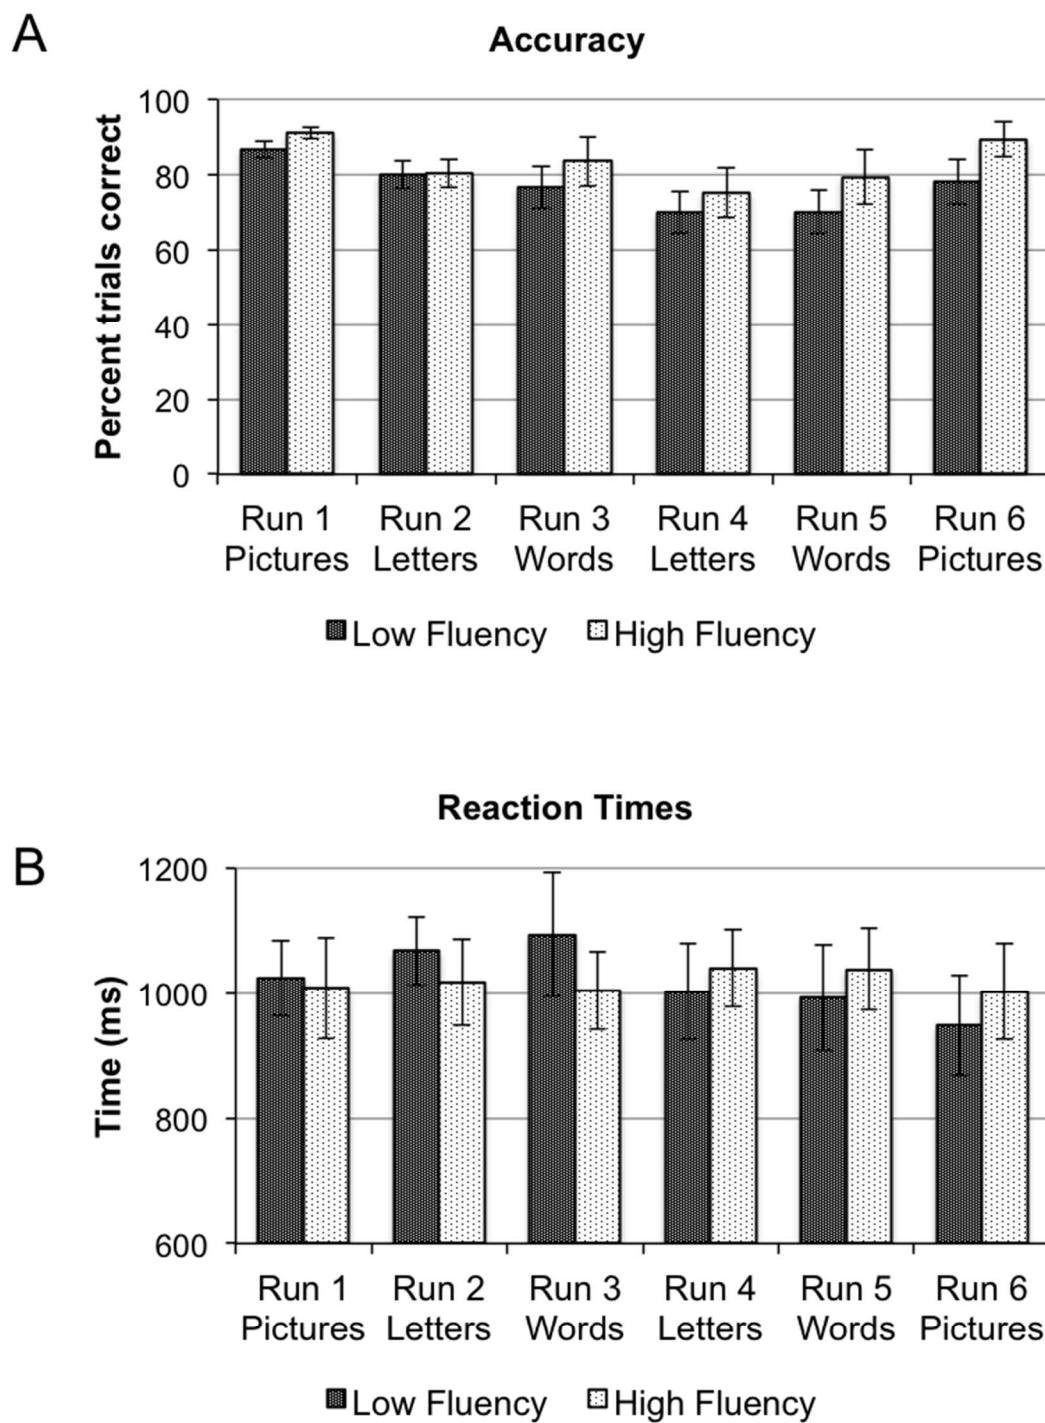 A
Accuracy
Percent trials correct
100
80
60
40
20
0
Run 1 Run 2 Run 3 Run 4 Run 5 Run 6
Pictures Letters Words Letters Words Pictures
Low Fluency High Fluency
Reaction Times
B
Time (ms)
1200
1000
800
600
Run 1 Run 2 Run 3 Run 4 Run 5 Run 6
Pictures Letters Words Letters Words Pictures
Low Fluency High Fluency